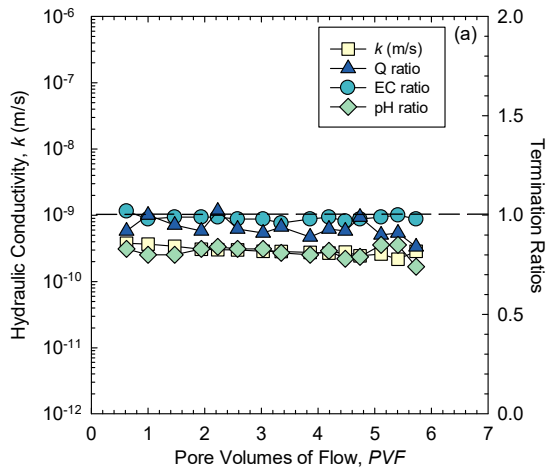 (a)
k (m/s)
Q ratio
EC ratio
pH ratio
Hydraulic Conductivity, k (m/s)
10⁻⁶
10⁻⁷
10⁻⁸
10⁻⁹
10⁻¹⁰
10⁻¹¹
10⁻¹²
Termination Ratios
2.0
1.5
1.0
0.5
0.0
0 1 2 3 4 5 6 7
Pore Volumes of Flow, PVF